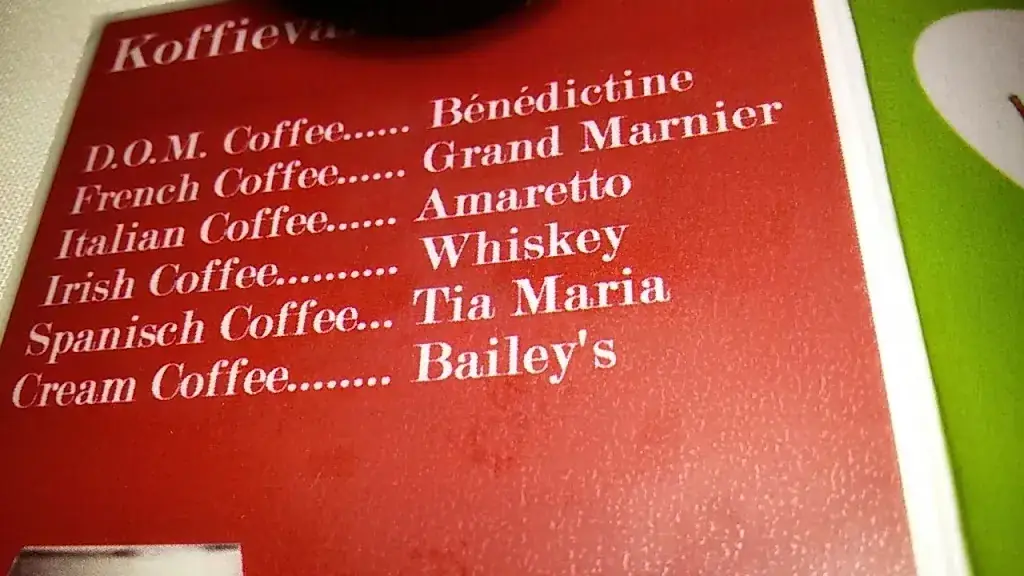 D.O.M. Coffee...... Bénédictine
French Coffee...... Grand Marnier
Italian Coffee...... Amaretto
Irish Coffee.......... Whiskey
Spanisch Coffee... Tia Maria
Cream Coffee........ Bailey's